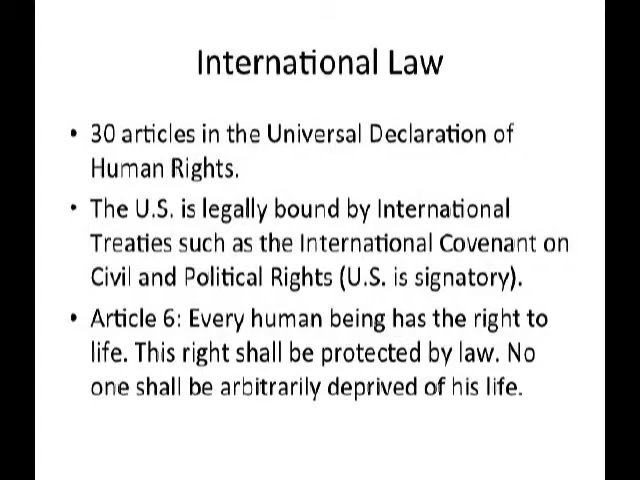 International Law
• 30 articles in the Universal Declaration of
Human Rights.
• The U.S. is legally bound by International
Treaties such as the International Covenant on
Civil and Political Rights (U.S. is signatory).
• Article 6: Every human being has the right to
life. This right shall be protected by law. No
one shall be arbitrarily deprived of his life.